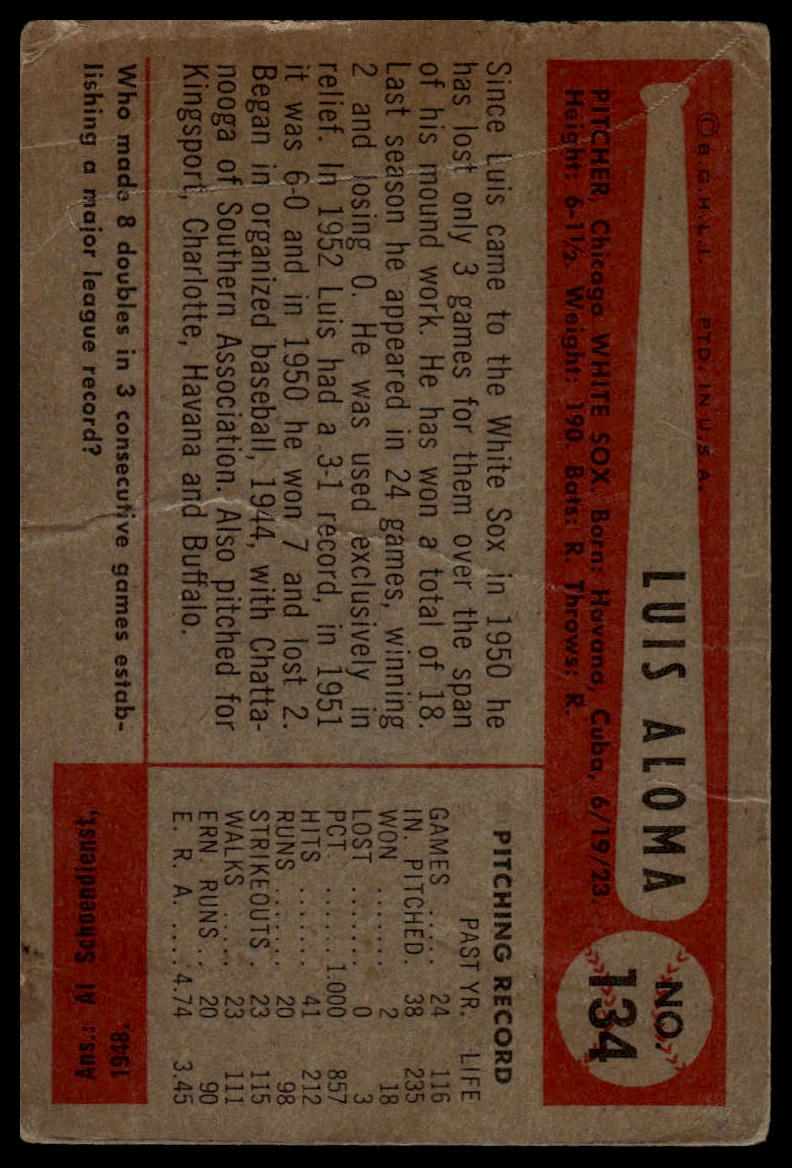 © B.G.H.L.I. PTD. IN U.S.A.
LUIS ALOMA
NO.
134
PITCHER, Chicago WHITE SOX. Born: Havana, Cuba, 6/19/23.
Height: 6-1½. Weight: 190. Bats: R. Throws: R.
Since Luis came to the White Sox in 1950 he
has lost only 3 games for them over the span
of his mound work. He has won a total of 18.
Last season he appeared in 24 games, winning
2 and losing 0. He was used exclusively in
relief. In 1952 Luis had a 3-1 record, in 1951
it was 6-0 and in 1950 he won 7 and lost 2.
Began in organized baseball, 1944, with Chatta-
nooga of Southern Association. Also pitched for
Kingsport, Charlotte, Havana and Buffalo.
PITCHING RECORD
PAST YR. LIFE
GAMES ..... 24 116
IN. PITCHED. 38 235
WON ....... 2 18
LOST ....... 0 3
PCT. ...... 1.000 857
HITS ....... 41 212
RUNS ....... 20 98
STRIKEOUTS . 23 115
WALKS ..... 23 111
ERN. RUNS .. 20 90
E. R. A. .... 4.74 3.45
Who made 8 doubles in 3 consecutive games estab-
lishing a major league record?
Ans.: Al Schoendienst,
1948.